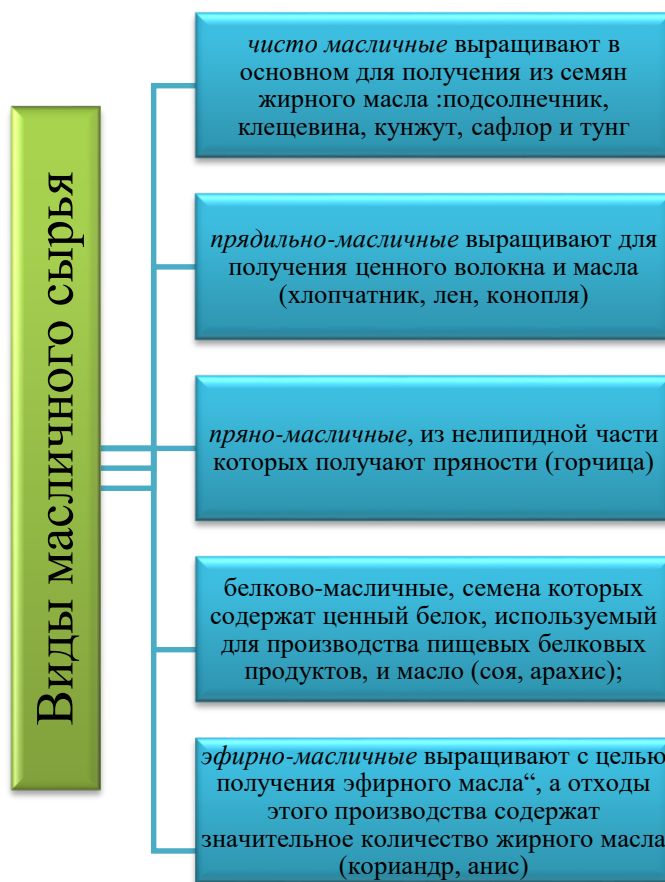 Виды масличного сырья
чисто масличные выращивают в
основном для получения из семян
жирного масла :подсолнечник,
клещевина, кунжут, сафлор и тунг
прядильно-масличные выращивают для
получения ценного волокна и масла
(хлопчатник, лен, конопля)
пряно-масличные, из нелипидной части
которых получают пряности (горчица)
белково-масличные, семена которых
содержат ценный белок, используемый
для производства пищевых белковых
продуктов, и масло (соя, арахис);
эфирно-масличные выращивают с целью
получения эфирного масла“, а отходы
этого производства содержат
значительное количество жирного масла
(кориандр, анис)